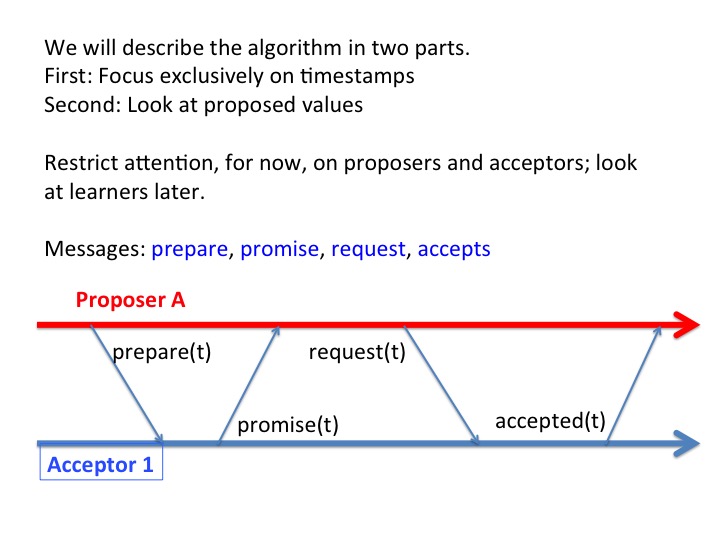 We will describe the algorithm in two parts.
First: Focus exclusively on timestamps
Second: Look at proposed values
Restrict attention, for now, on proposers and acceptors; look
at learners later.
Messages: prepare, promise, request, accepts
Proposer A
prepare(t)
request(t)
promise(t)
accepted(t)
Acceptor 1